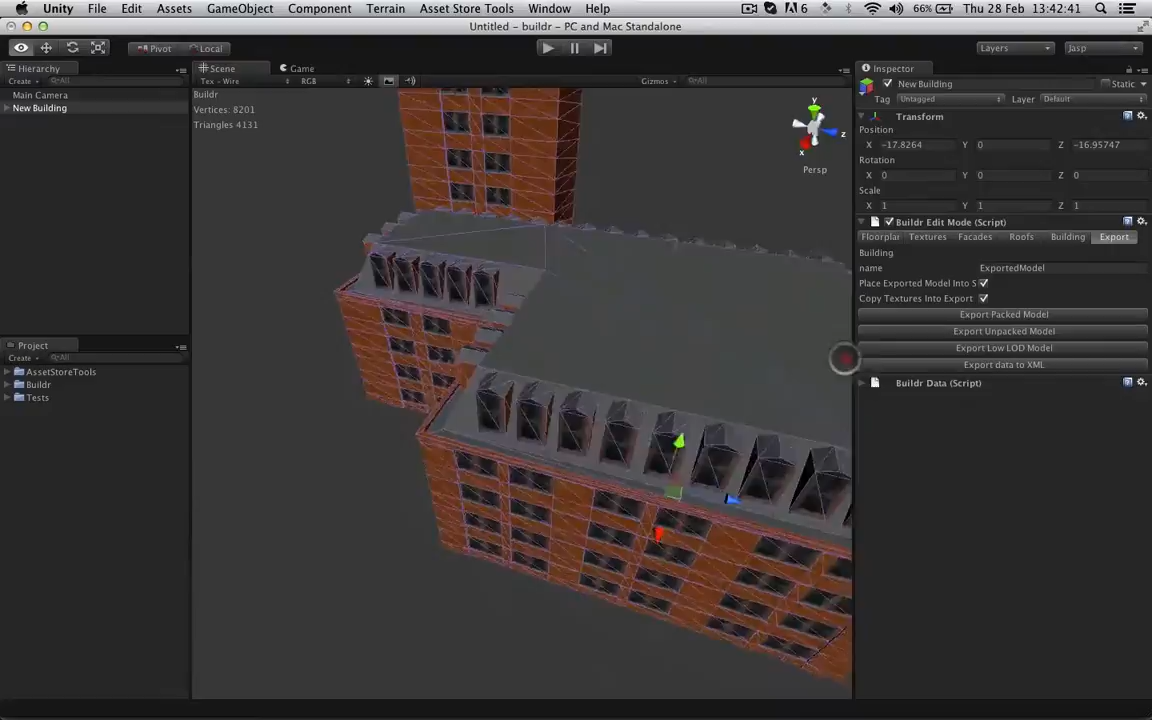 Unity File Edit Assets GameObject Component Terrain Asset Store Tools Window Help 6 66% Thu 28 Feb 13:42:41
Untitled - buildr - PC and Mac Standalone
Pivot Local Layers Jasp
Hierarchy
Create All
Main Camera
New Building
Project
Create All
AssetStoreTools
Buildr
Tests
Scene Game
Tex - Wire RGB Gizmos All
Buildr
Vertices: 8201
Triangles 4131
y
z
x
Persp
Inspector
New Building Static
Tag Untagged Layer Default
Transform
Position
X -17.8264 Y 0 Z -16.95747
Rotation
X 0 Y 0 Z 0
Scale
X 1 Y 1 Z 1
Buildr Edit Mode (Script)
Floorplan Textures Facades Roofs Building Export
Building
name ExportedModel
Place Exported Model Into S
Copy Textures Into Export
Export Packed Model
Export Unpacked Model
Export Low LOD Model
Export data to XML
Buildr Data (Script)